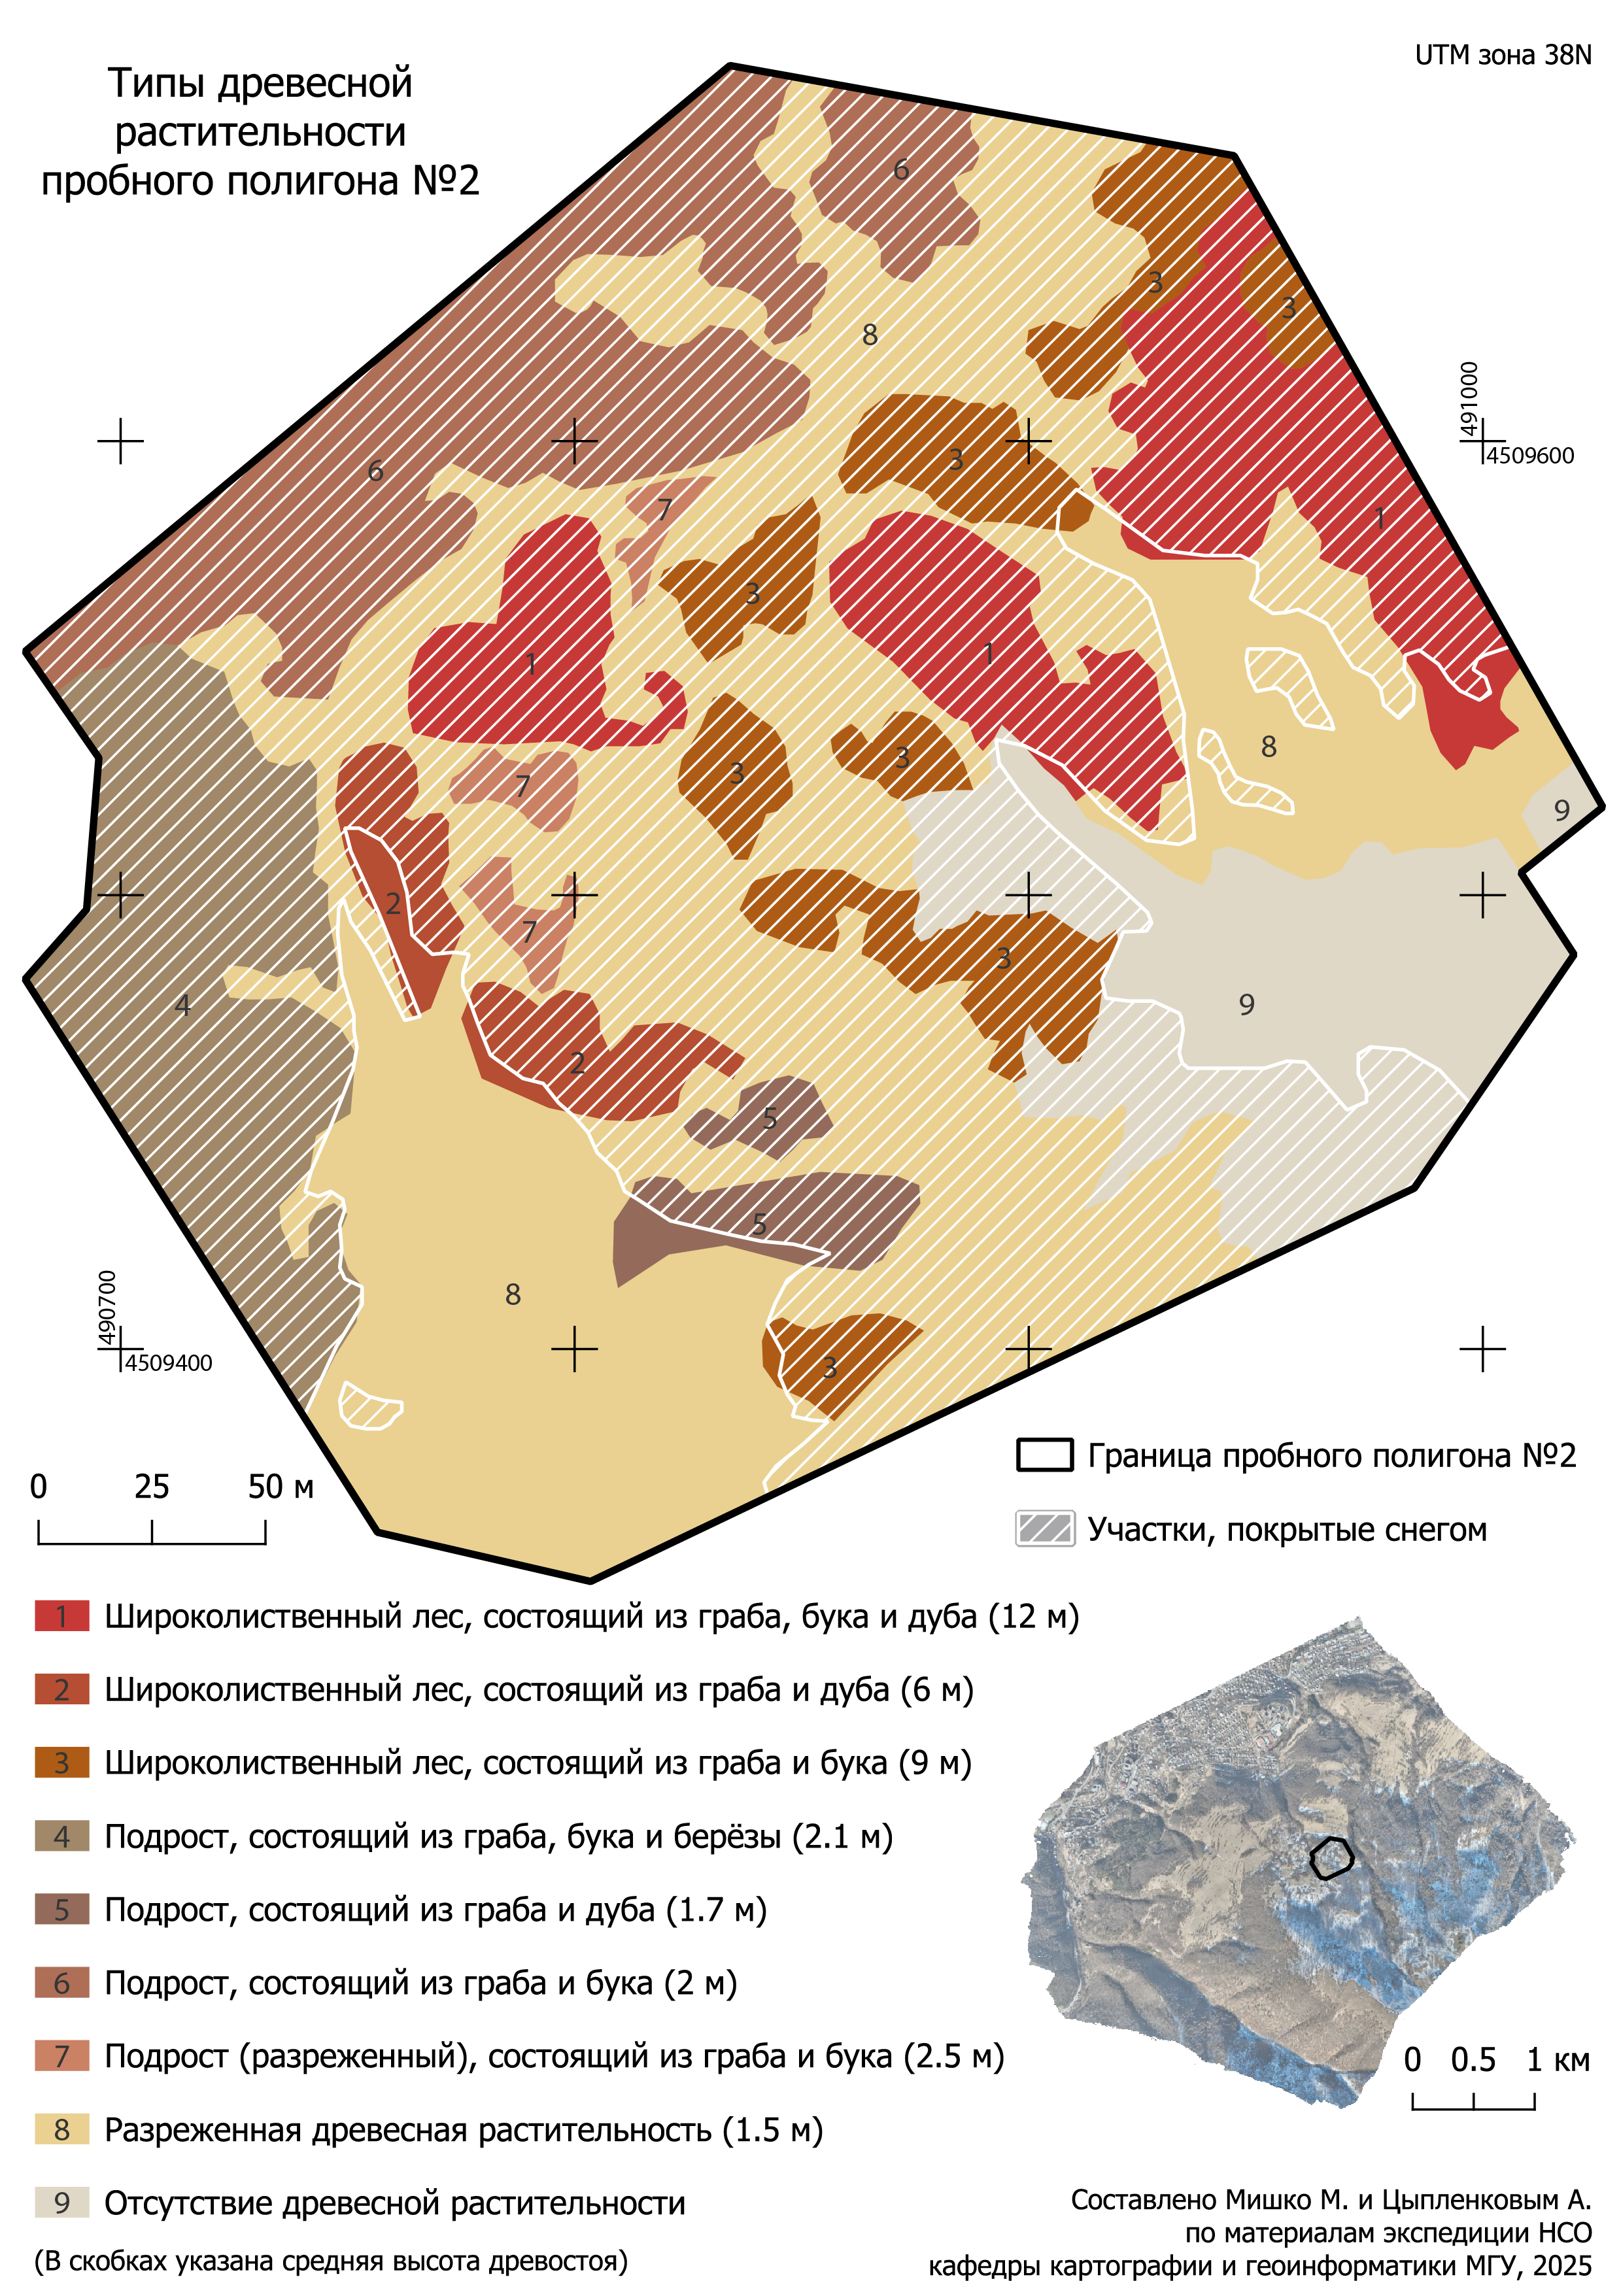 Типы древесной
растительности
пробного полигона №2
UTM зона 38N
6
3
3
8
491000
4509600
6
3
1
7
3
1
1
8
3
3
7
9
2
7
3
4
9
2
5
5
8
490700
4509400
3
Граница пробного полигона №2
0 25 50 м
Участки, покрытые снегом
1 Широколиственный лес, состоящий из граба, бука и дуба (12 м)
2 Широколиственный лес, состоящий из граба и дуба (6 м)
3 Широколиственный лес, состоящий из граба и бука (9 м)
4 Подрост, состоящий из граба, бука и берёзы (2.1 м)
5 Подрост, состоящий из граба и дуба (1.7 м)
6 Подрост, состоящий из граба и бука (2 м)
7 Подрост (разреженный), состоящий из граба и бука (2.5 м)
8 Разреженная древесная растительность (1.5 м)
9 Отсутствие древесной растительности
(В скобках указана средняя высота древостоя)
0 0.5 1 км
Составлено Мишко М. и Цыпленковым А.
по материалам экспедиции НСО
кафедры картографии и геоинформатики МГУ, 2025